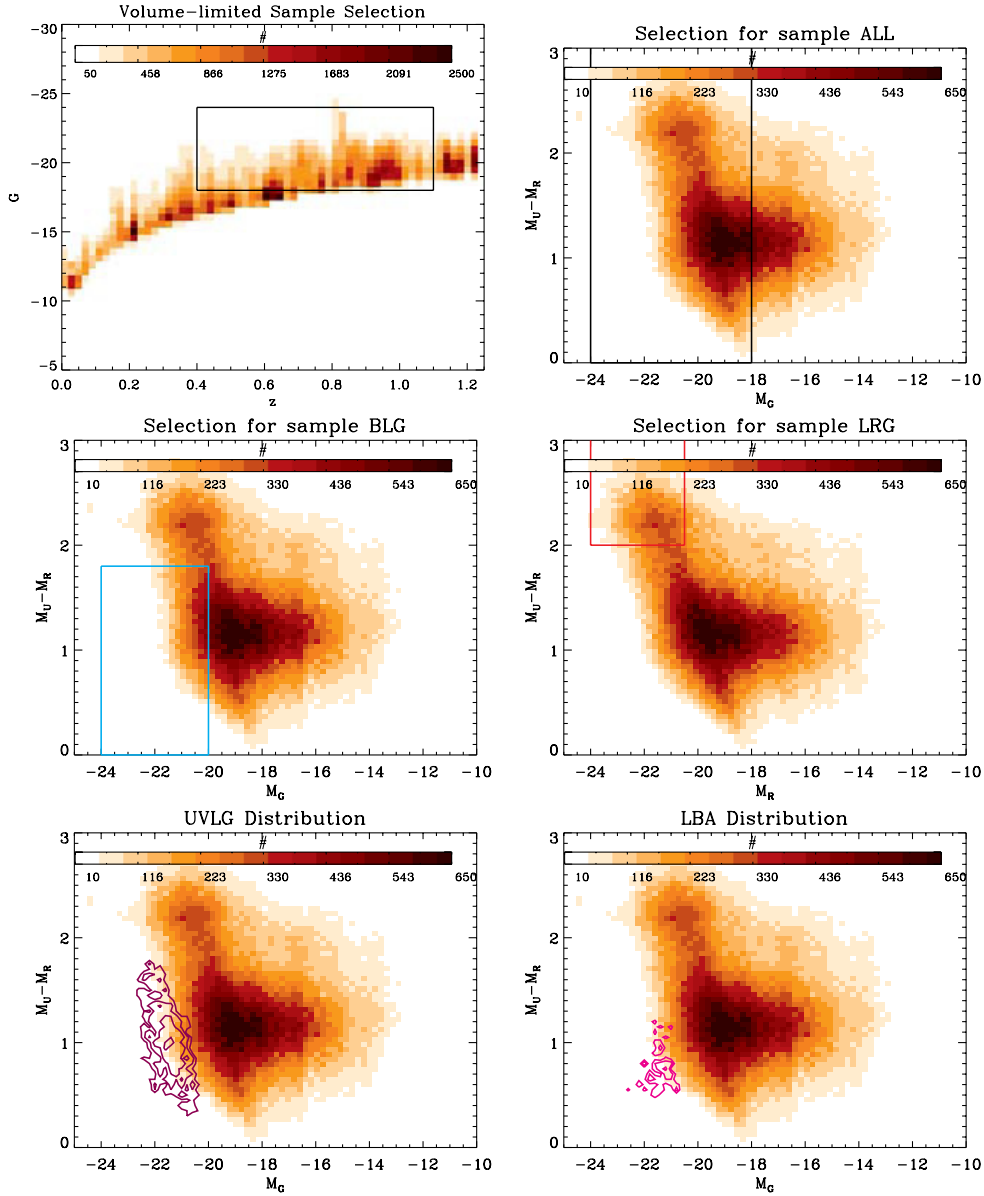 Volume-limited Sample Selection
#
50 458 866 1275 1683 2091 2500
-30
-25
-20
-15
-10
-5
G
0.0 0.2 0.4 0.6 0.8 1.0 1.2
z
Selection for sample ALL
#
10 116 223 330 436 543 650
3
2
1
0
M_U-M_R
-24 -22 -20 -18 -16 -14 -12 -10
M_G
Selection for sample BLG
#
10 116 223 330 436 543 650
3
2
1
0
M_U-M_R
-24 -22 -20 -18 -16 -14 -12 -10
M_G
Selection for sample LRG
#
10 116 223 330 436 543 650
3
2
1
0
M_U-M_R
-24 -22 -20 -18 -16 -14 -12 -10
M_R
UVLG Distribution
#
10 116 223 330 436 543 650
3
2
1
0
M_U-M_R
-24 -22 -20 -18 -16 -14 -12 -10
M_G
LBA Distribution
#
10 116 223 330 436 543 650
3
2
1
0
M_U-M_R
-24 -22 -20 -18 -16 -14 -12 -10
M_G